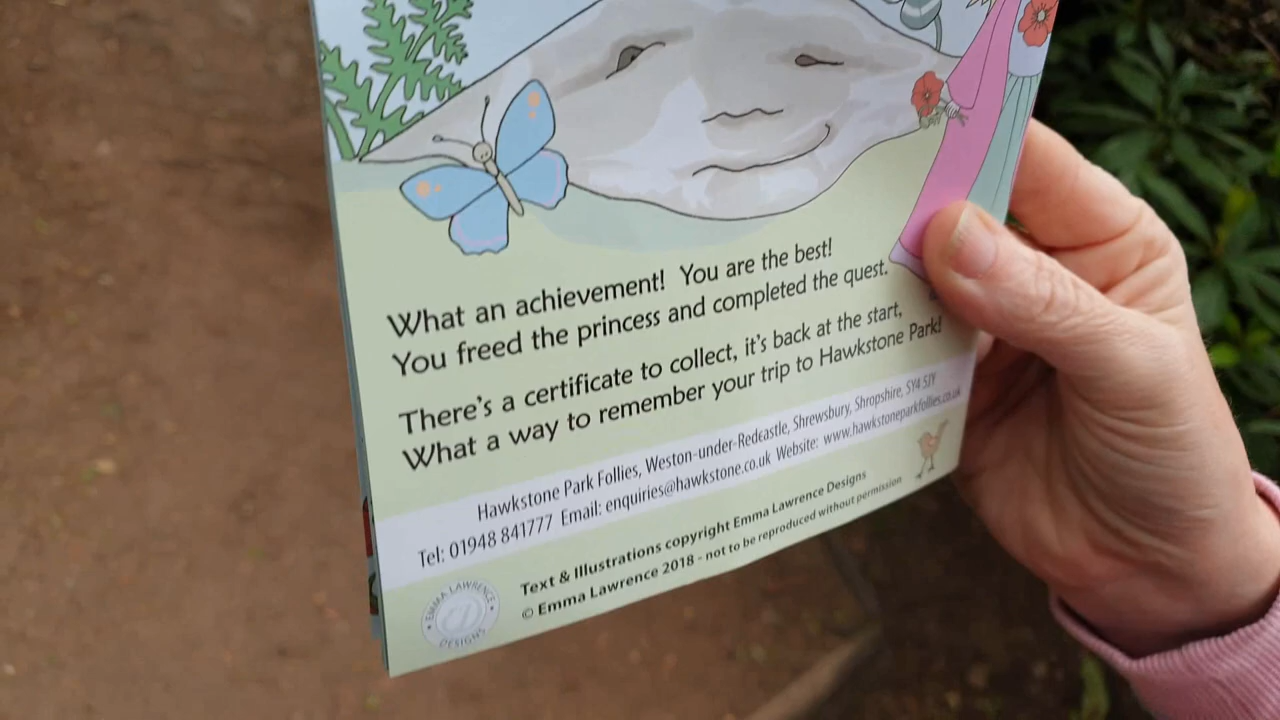 What an achievement! You are the best!
You freed the princess and completed the quest.
There's a certificate to collect, it's back at the start,
What a way to remember your trip to Hawkstone Park!
Hawkstone Park Follies, Weston-under-Redcastle, Shrewsbury, Shropshire, SY4 5JY
Tel: 01948 841777 Email: enquiries@hawkstone.co.uk Website: www.hawkstoneparkfollies.co.uk
Text & Illustrations copyright Emma Lawrence Designs
© Emma Lawrence 2018 - not to be reproduced without permission
EMMA LAWRENCE
DESIGNS